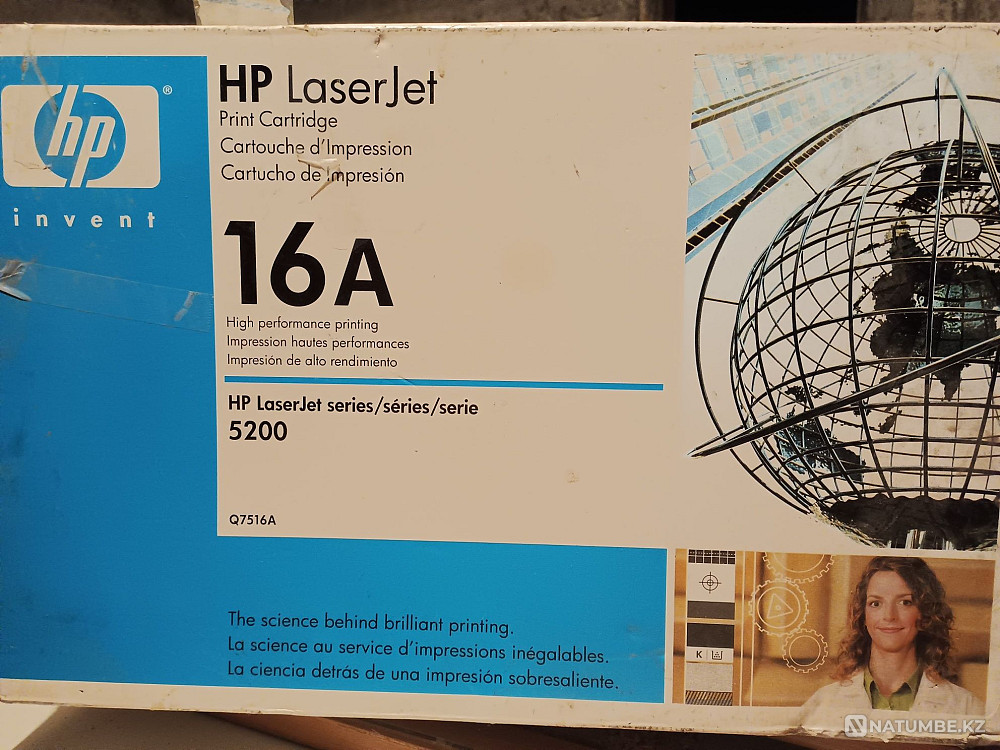 hp
®
invent
HP LaserJet
Print Cartridge
Cartouche d'Impression
Cartucho de Impresión
16A
High performance printing
Impression hautes performances
Impresión de alto rendimiento
HP LaserJet series/séries/serie
5200
Q7516A
The science behind brilliant printing.
La science au service d'impressions inégalables.
La ciencia detrás de una impresión sobresaliente.
K
N NATUMBE.KZ